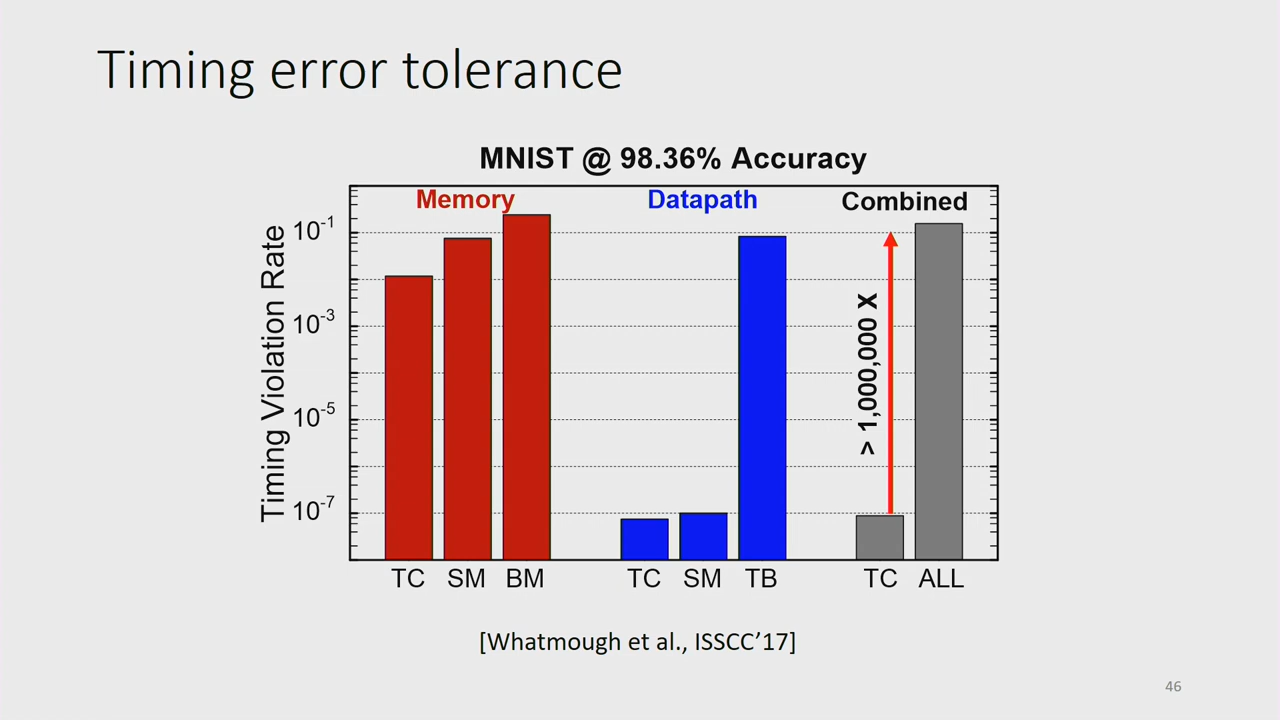 Timing error tolerance
MNIST @ 98.36% Accuracy
Memory Datapath Combined
Timing Violation Rate
10⁻¹
10⁻³
10⁻⁵
10⁻⁷
> 1,000,000 X
TC SM BM TC SM TB TC ALL
[Whatmough et al., ISSCC’17]
46